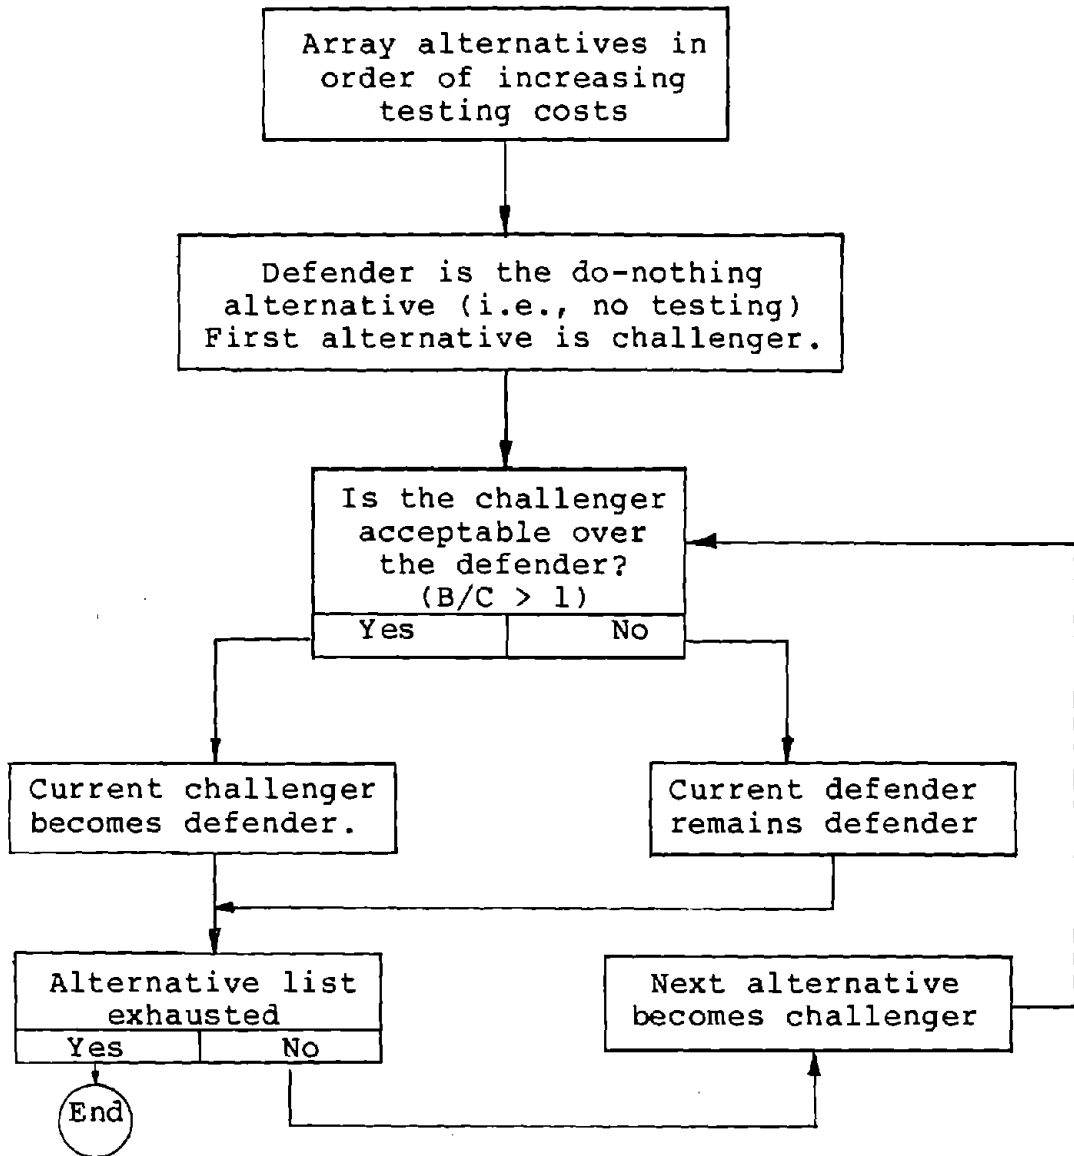 Array alternatives in
order of increasing
testing costs
Defender is the do-nothing
alternative (i.e., no testing)
First alternative is challenger.
Is the challenger
acceptable over
the defender?
(B/C > 1)
Yes
No
Current challenger
becomes defender.
Current defender
remains defender
Alternative list
exhausted
Yes
No
Next alternative
becomes challenger
End